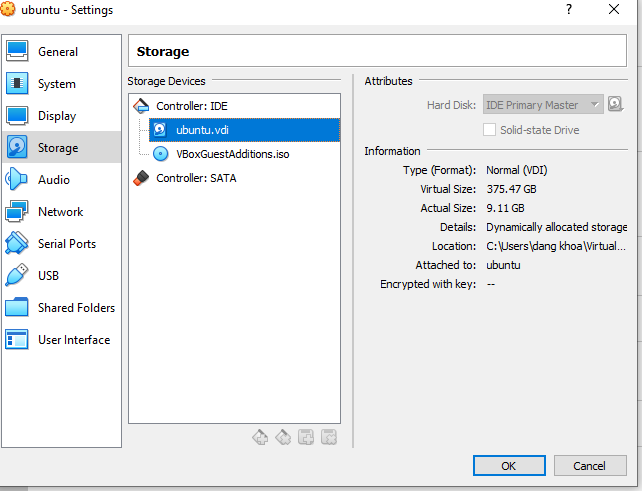 ubuntu - Settings
?
General
System
Display
Storage
Audio
Network
Serial Ports
USB
Shared Folders
User Interface
Storage
Storage Devices
Controller: IDE
ubuntu.vdi
VBoxGuestAdditions.iso
Controller: SATA
Attributes
Hard Disk: IDE Primary Master
Solid-state Drive
Information
Type (Format): Normal (VDI)
Virtual Size: 375.47 GB
Actual Size: 9.11 GB
Details: Dynamically allocated storage
Location: C:\Users\dang khoa\Virtual...
Attached to: ubuntu
Encrypted with key: --
OK
Cancel